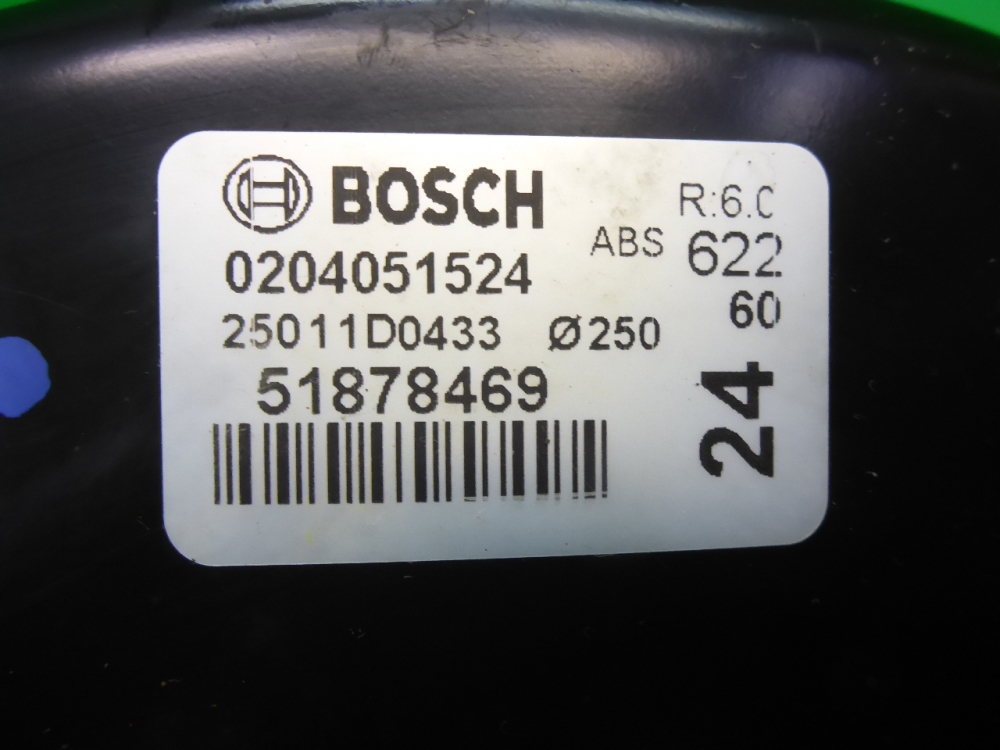 BOSCH
R:6.0
ABS 622
0204051524
60
25011D0433 Ø250
51878469
24